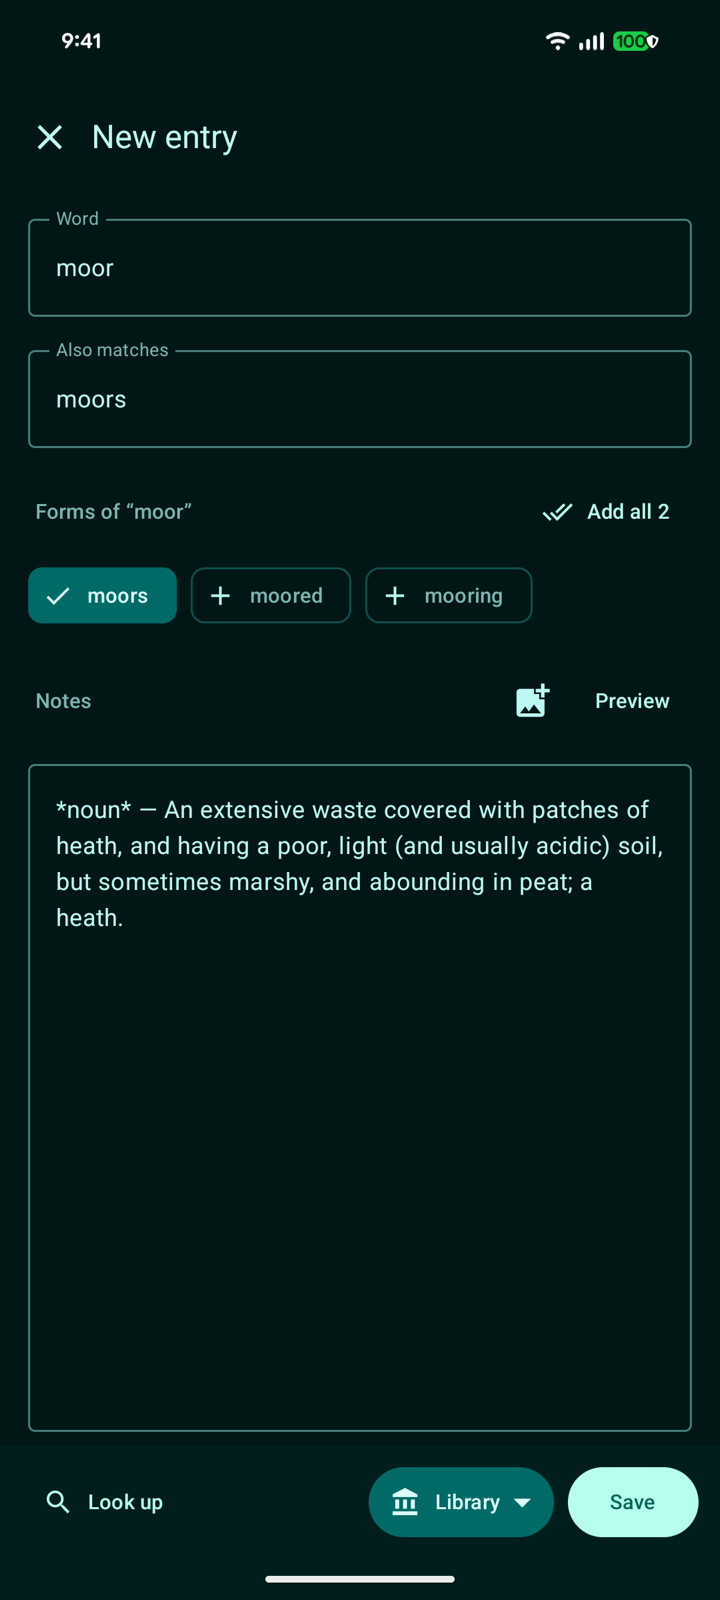 9:41
100
New entry
Word
moor
Also matches
moors
Forms of “moor”
Add all 2
moors
moored
mooring
Notes
Preview
*noun* — An extensive waste covered with patches of
heath, and having a poor, light (and usually acidic) soil,
but sometimes marshy, and abounding in peat; a
heath.
Look up
Library
Save